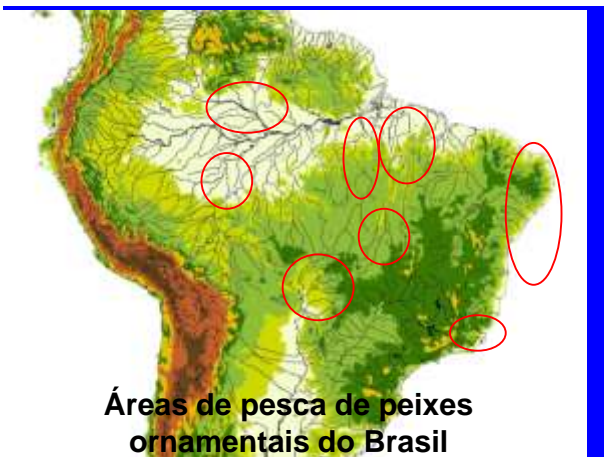 Áreas de pesca de peixes
ornamentais do Brasil